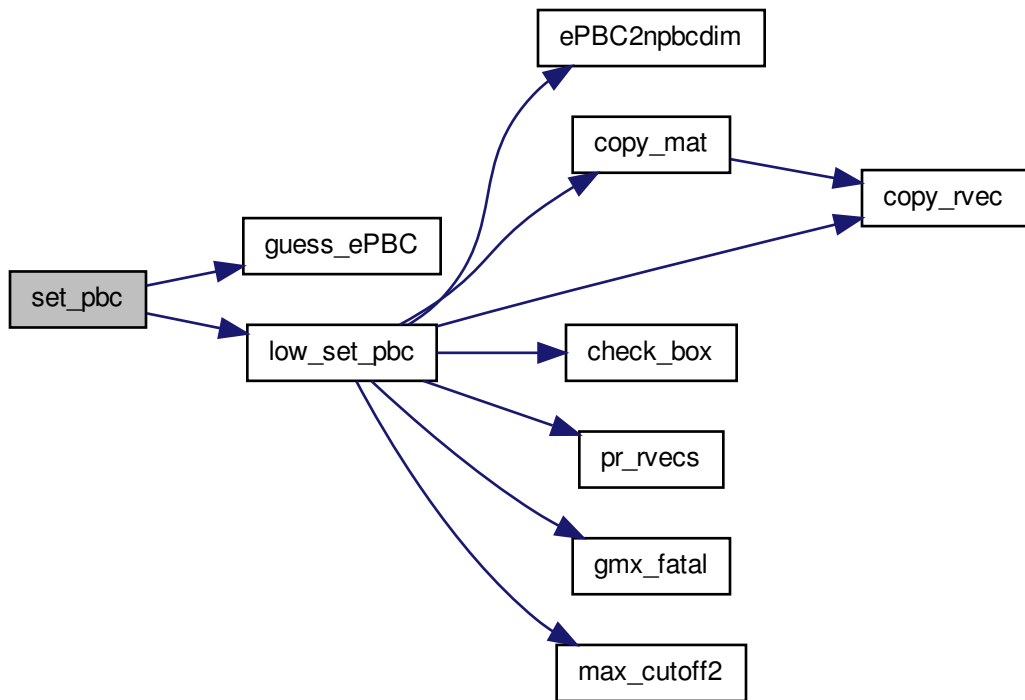 set_pbc
guess_ePBC
low_set_pbc
ePBC2npbcdim
copy_mat
copy_rvec
check_box
pr_rvecs
gmx_fatal
max_cutoff2